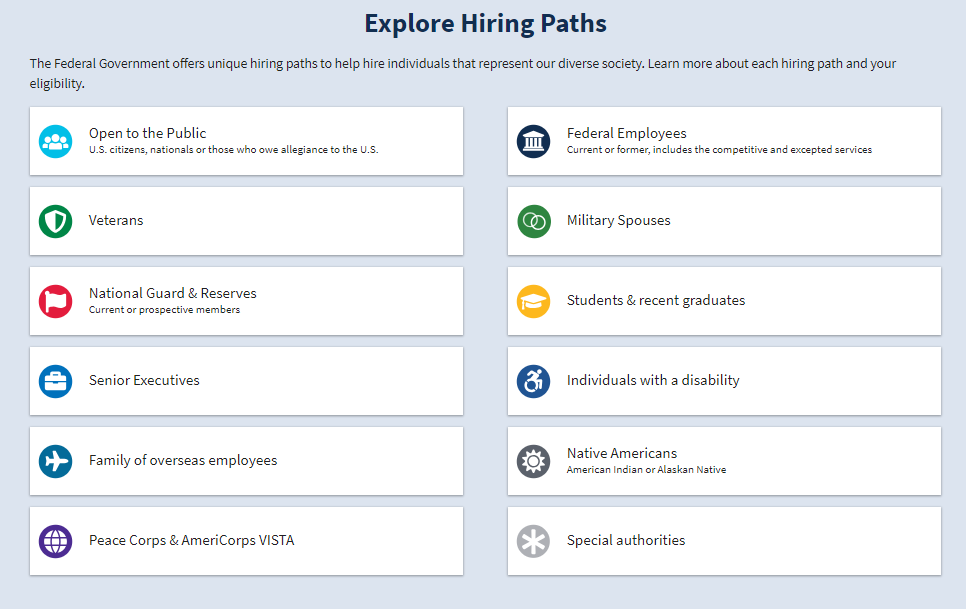 Explore Hiring Paths
The Federal Government offers unique hiring paths to help hire individuals that represent our diverse society. Learn more about each hiring path and your
eligibility.
Open to the Public
U.S. citizens, nationals or those who owe allegiance to the U.S.
Federal Employees
Current or former, includes the competitive and excepted services
Veterans
Military Spouses
National Guard & Reserves
Current or prospective members
Students & recent graduates
Senior Executives
Individuals with a disability
Family of overseas employees
Native Americans
American Indian or Alaskan Native
Peace Corps & AmeriCorps VISTA
Special authorities